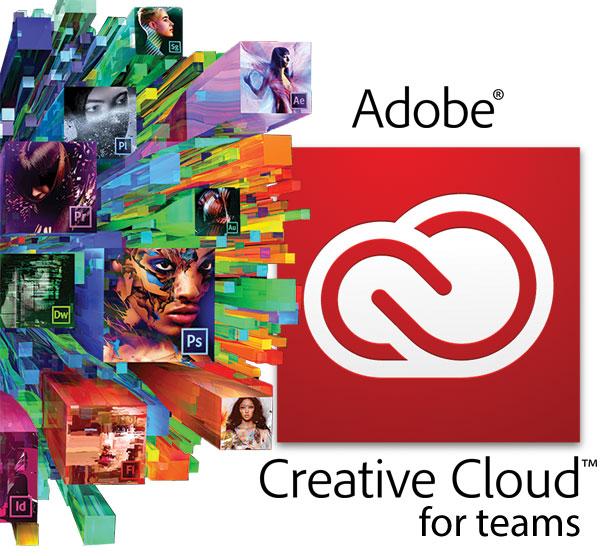 Sg
Ae
Adobe®
Pl
Pr
Au
Dw
Ps
Fl
Id
Creative Cloud™
for teams